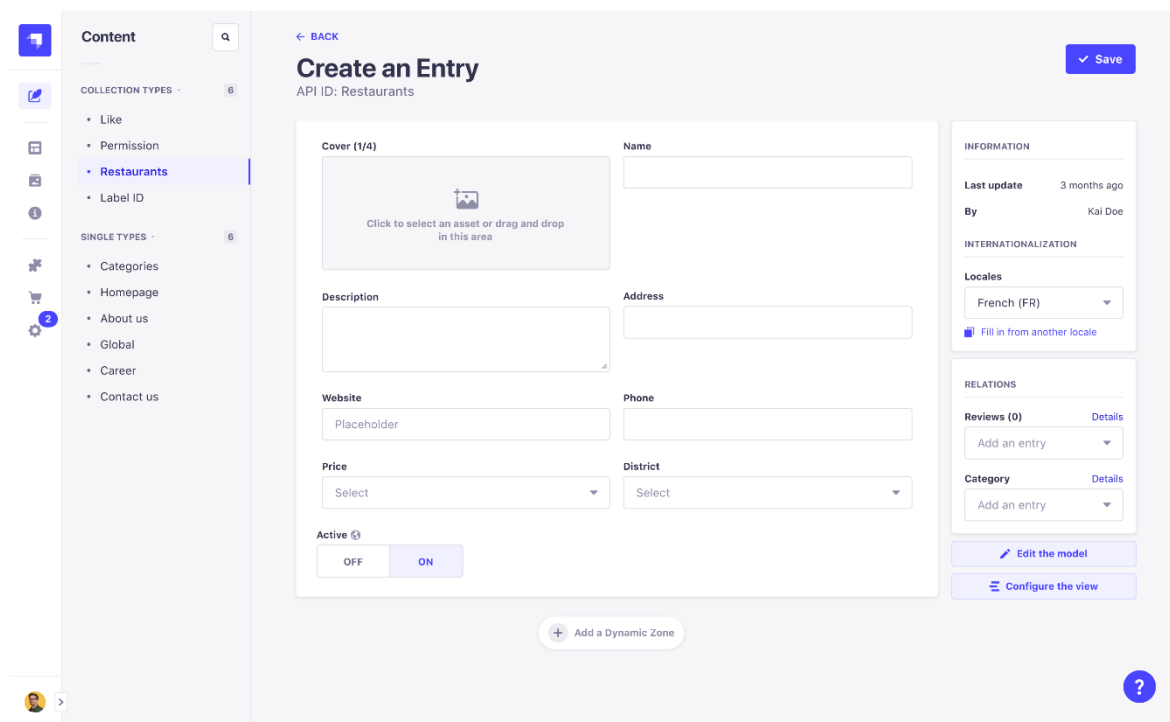 Content
COLLECTION TYPES
6
Like
Permission
Restaurants
Label ID
SINGLE TYPES
6
Categories
Homepage
About us
Global
Career
Contact us
2
← BACK
Create an Entry
API ID: Restaurants
Save
Cover (1/4)
Click to select an asset or drag and drop
in this area
Name
Description
Address
Website
Placeholder
Phone
Price
Select
District
Select
Active
OFF
ON
Add a Dynamic Zone
INFORMATION
Last update 3 months ago
By Kai Doe
INTERNATIONALIZATION
Locales
French (FR)
Fill in from another locale
RELATIONS
Reviews (0) Details
Add an entry
Category Details
Add an entry
Edit the model
Configure the view
?